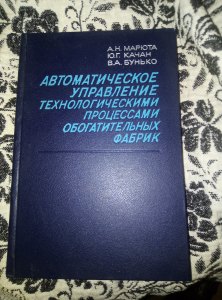 А.Н. МАРЮТА
Ю.Г. КАЧАН
В.А. БУНЬКО
АВТОМАТИЧЕСКОЕ
УПРАВЛЕНИЕ
ТЕХНОЛОГИЧЕСКИМИ
ПРОЦЕССАМИ
ОБОГАТИТЕЛЬНЫХ
ФАБРИК